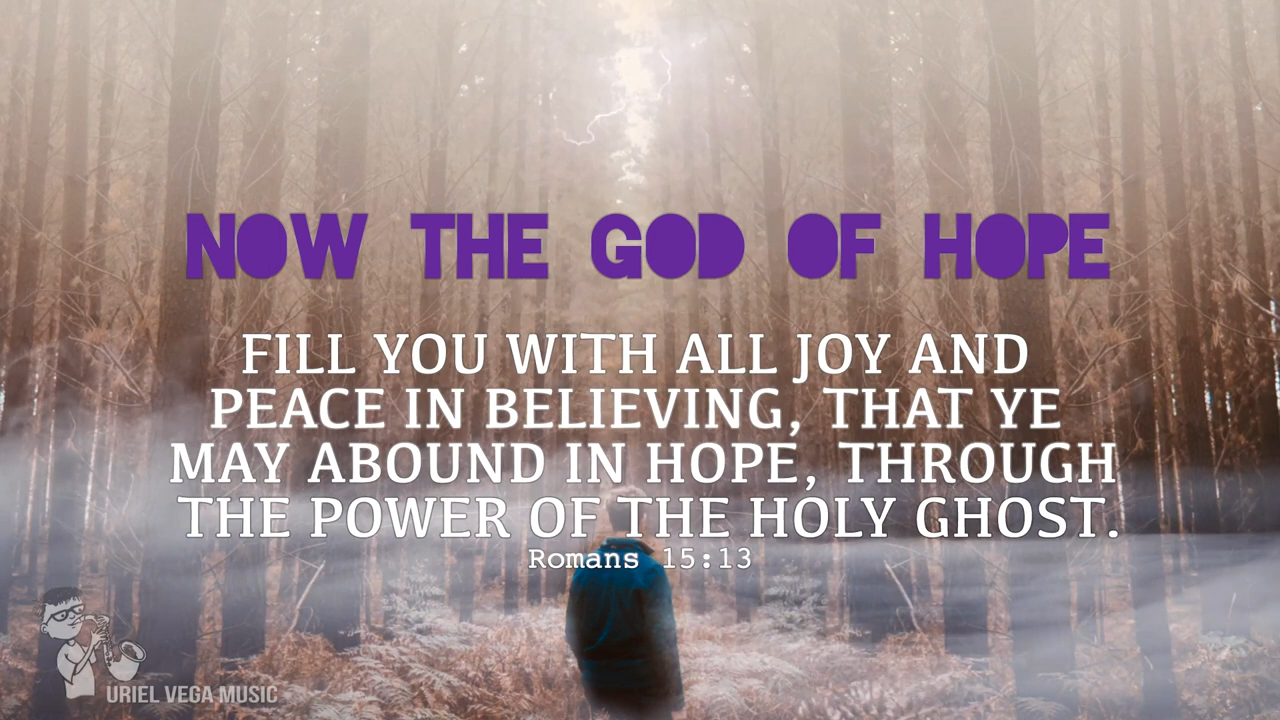 NOW THE GOD OF HOPE
FILL YOU WITH ALL JOY AND
PEACE IN BELIEVING, THAT YE
MAY ABOUND IN HOPE, THROUGH
THE POWER OF THE HOLY GHOST.
Romans 15:13
URIEL VEGA MUSIC